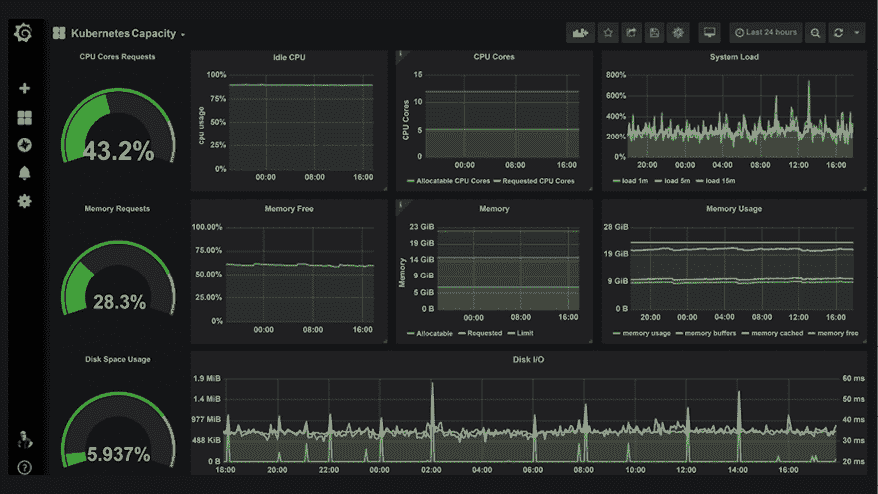 Kubernetes Capacity
Last 24 hours
CPU Cores Requests
43.2%
Idle CPU
cpu usage
100%
75%
50%
25%
0%
00:00 08:00 16:00
CPU Cores
CPU Cores
15
10
5
0
00:00 08:00 16:00
Allocatable CPU Cores Requested CPU Cores
System Load
800%
600%
400%
200%
0%
20:00 00:00 04:00 08:00 12:00 16:00
load 1m load 5m load 15m
Memory Requests
28.3%
Memory Free
100.00%
75.00%
50.00%
25.00%
0%
00:00 08:00 16:00
Memory
Memory
23 GiB
19 GiB
14 GiB
9 GiB
5 GiB
0 B
00:00 08:00 16:00
Allocatable Requested Limit
Memory Usage
28 GiB
19 GiB
9 GiB
0 B
20:00 00:00 04:00 08:00 12:00 16:00
memory usage memory buffers memory cached memory free
Disk Space Usage
5.937%
Disk I/O
1.9 MiB
1.4 MiB
977 KiB
488 KiB
0 B
60 ms
40 ms
30 ms
20 ms
18:00 20:00 22:00 00:00 02:00 04:00 06:00 08:00 10:00 12:00 14:00 16:00